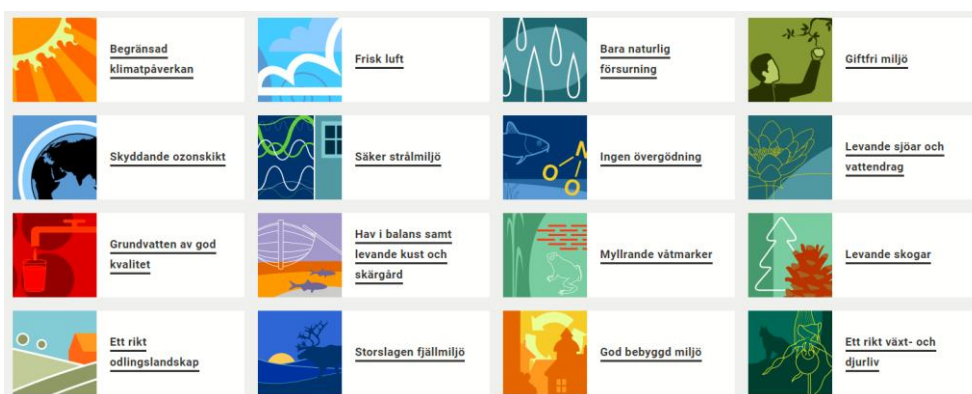 Begränsad
klimatpåverkan
Frisk luft
Bara naturlig
försurning
Giftfri miljö
Skyddande ozonskikt
Säker strålmiljö
N
O
O
Ingen övergödning
Levande sjöar och
vattendrag
Grundvatten av god
kvalitet
Hav i balans samt
levande kust och
skärgård
Myllrande våtmarker
Levande skogar
Ett rikt
odlingslandskap
Storslagen fjällmiljö
God bebyggd miljö
Ett rikt växt- och
djurliv